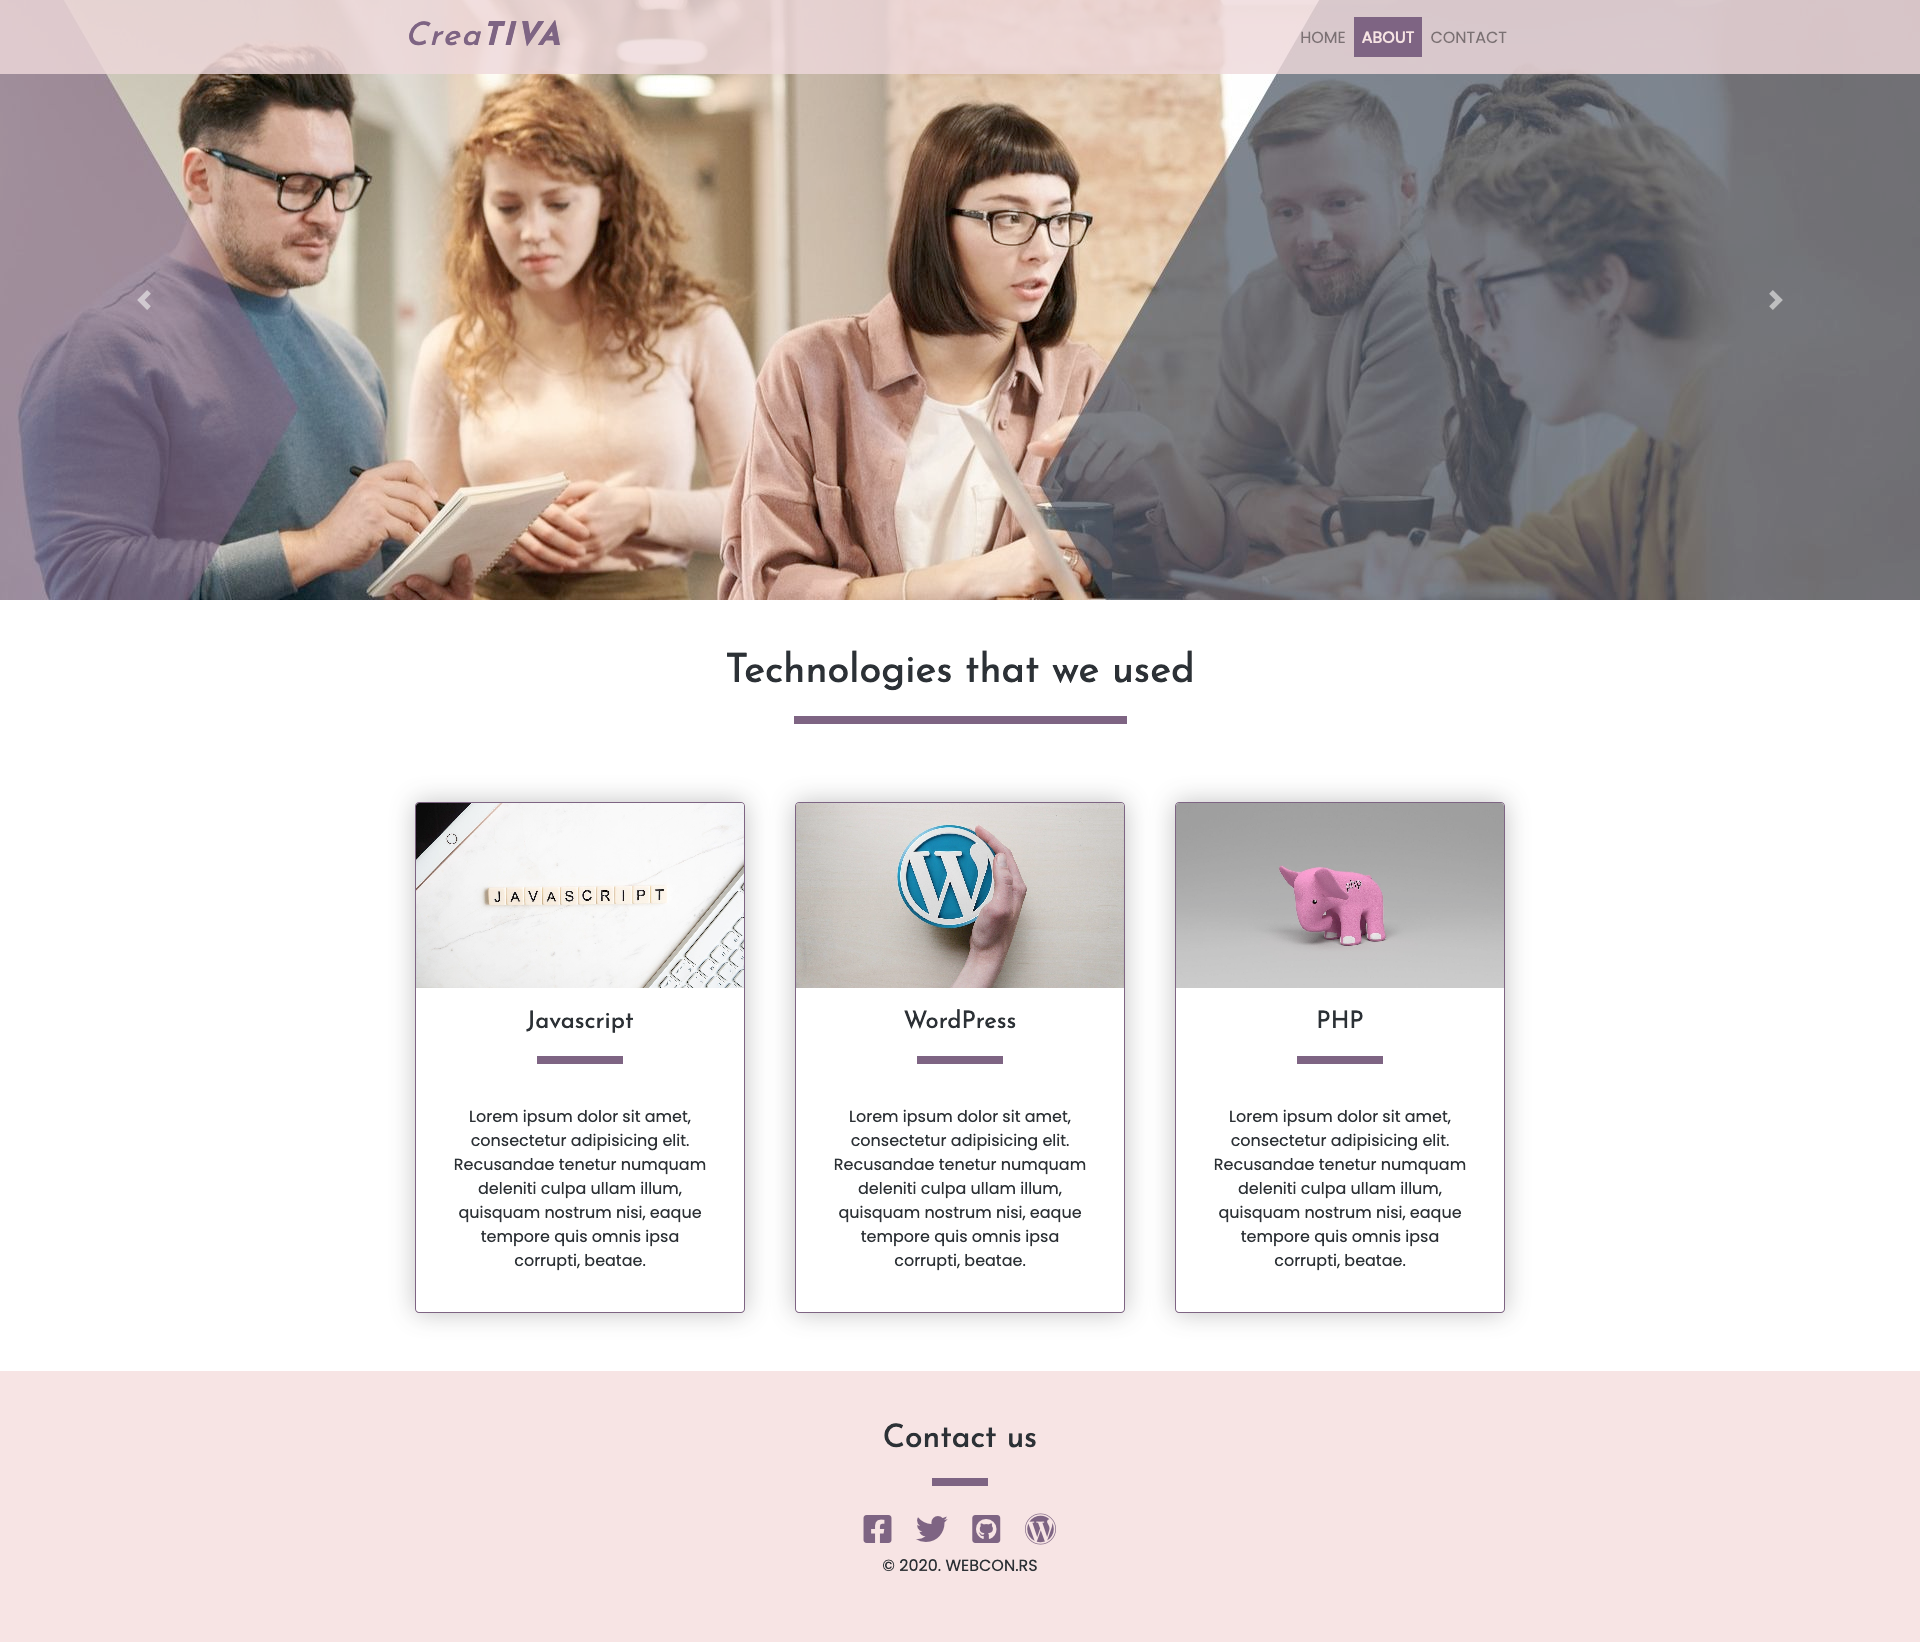 CreaTIVA
HOME ABOUT CONTACT
Technologies that we used
JAVASCRIPT
W
Javascript
WordPress
PHP
Lorem ipsum dolor sit amet,
consectetur adipisicing elit.
Recusandae tenetur numquam
deleniti culpa ullam illum,
quisquam nostrum nisi, eaque
tempore quis omnis ipsa
corrupti, beatae.
Lorem ipsum dolor sit amet,
consectetur adipisicing elit.
Recusandae tenetur numquam
deleniti culpa ullam illum,
quisquam nostrum nisi, eaque
tempore quis omnis ipsa
corrupti, beatae.
Lorem ipsum dolor sit amet,
consectetur adipisicing elit.
Recusandae tenetur numquam
deleniti culpa ullam illum,
quisquam nostrum nisi, eaque
tempore quis omnis ipsa
corrupti, beatae.
Contact us
© 2020. WEBCON.RS